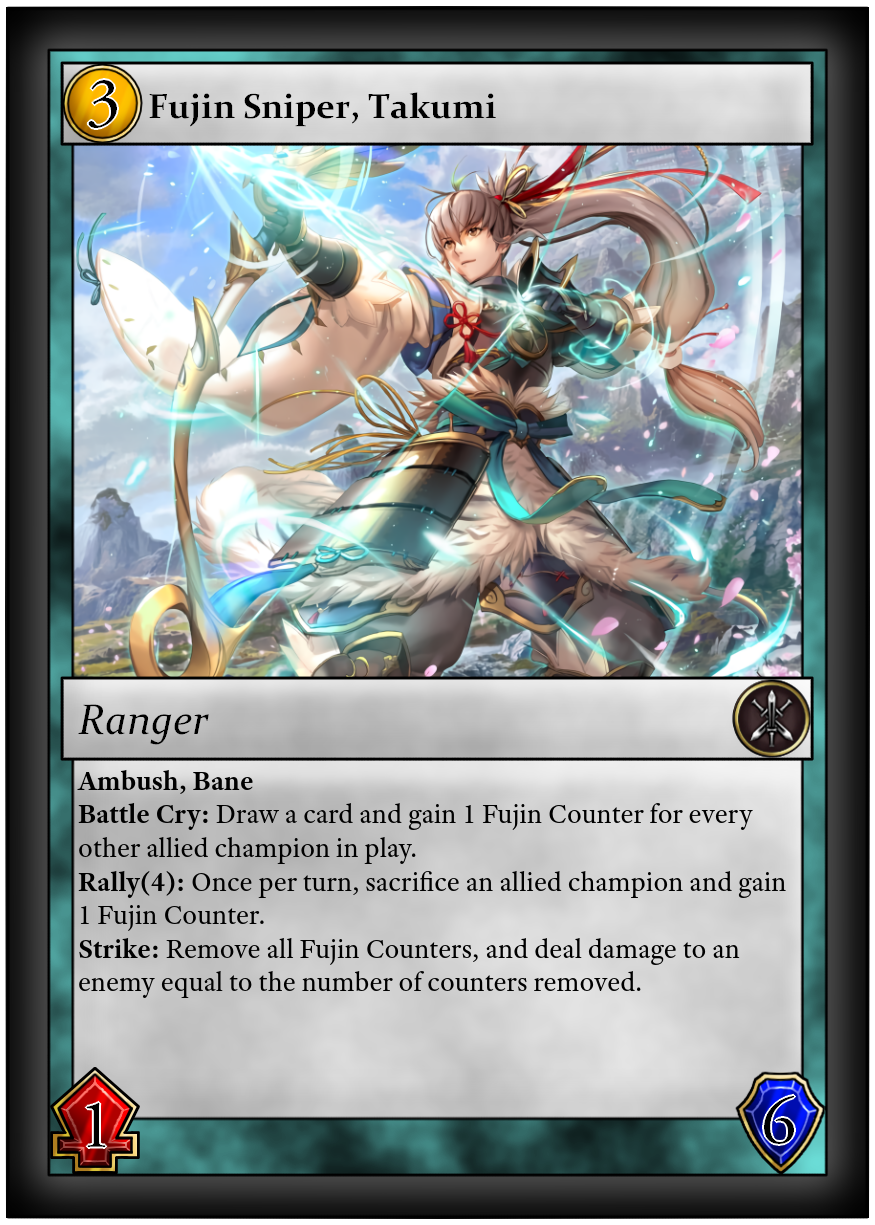 3
Fujin Sniper, Takumi
Ranger
Ambush, Bane
Battle Cry: Draw a card and gain 1 Fujin Counter for every
other allied champion in play.
Rally(4): Once per turn, sacrifice an allied champion and gain
1 Fujin Counter.
Strike: Remove all Fujin Counters, and deal damage to an
enemy equal to the number of counters removed.
1
6